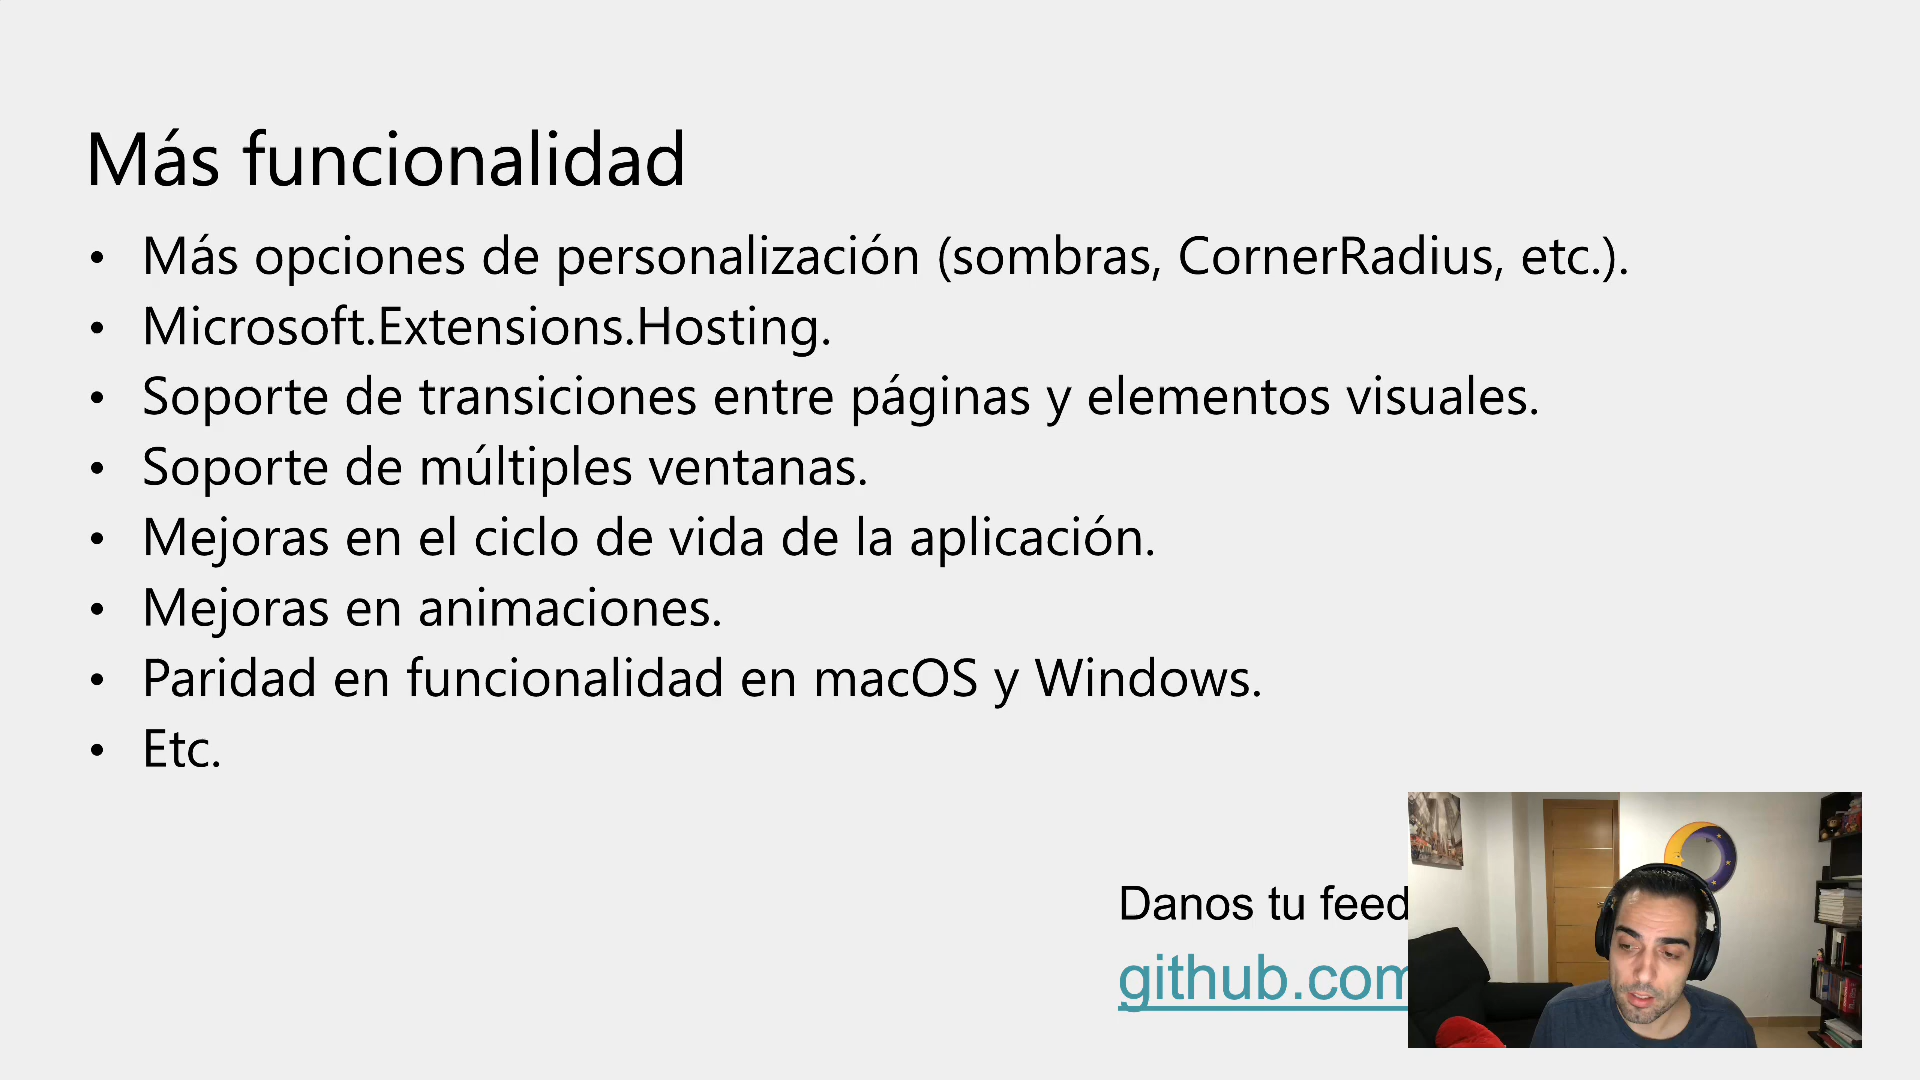 Más funcionalidad
• Más opciones de personalización (sombras, CornerRadius, etc.).
• Microsoft.Extensions.Hosting.
• Soporte de transiciones entre páginas y elementos visuales.
• Soporte de múltiples ventanas.
• Mejoras en el ciclo de vida de la aplicación.
• Mejoras en animaciones.
• Paridad en funcionalidad en macOS y Windows.
• Etc.
Danos tu feed
github.com